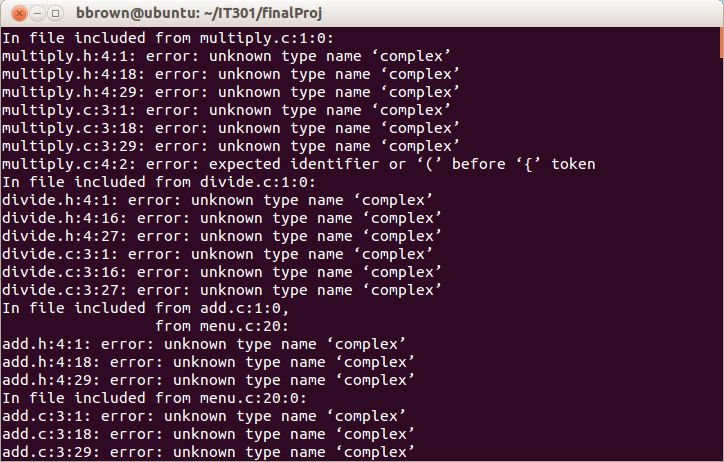 bbrown@ubuntu: ~/IT301/finalProj
In file included from multiply.c:1:0:
multiply.h:4:1: error: unknown type name ‘complex’
multiply.h:4:18: error: unknown type name ‘complex’
multiply.h:4:29: error: unknown type name ‘complex’
multiply.c:3:1: error: unknown type name ‘complex’
multiply.c:3:18: error: unknown type name ‘complex’
multiply.c:3:29: error: unknown type name ‘complex’
multiply.c:4:2: error: expected identifier or ‘(’ before ‘{’ token
In file included from divide.c:1:0:
divide.h:4:1: error: unknown type name ‘complex’
divide.h:4:16: error: unknown type name ‘complex’
divide.h:4:27: error: unknown type name ‘complex’
divide.c:3:1: error: unknown type name ‘complex’
divide.c:3:16: error: unknown type name ‘complex’
divide.c:3:27: error: unknown type name ‘complex’
In file included from add.c:1:0,
                 from menu.c:20:
add.h:4:1: error: unknown type name ‘complex’
add.h:4:18: error: unknown type name ‘complex’
add.h:4:29: error: unknown type name ‘complex’
In file included from menu.c:20:0:
add.c:3:1: error: unknown type name ‘complex’
add.c:3:18: error: unknown type name ‘complex’
add.c:3:29: error: unknown type name ‘complex’